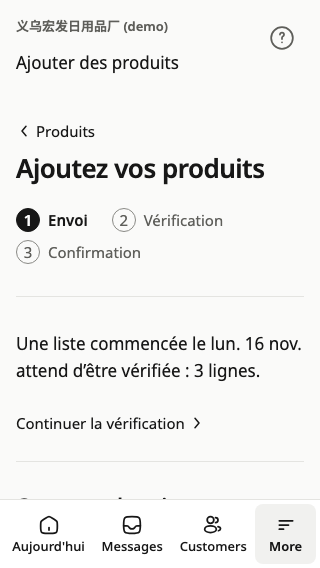 义乌宏发日用品厂 (demo)
Ajouter des produits
Produits
Ajoutez vos produits
1 Envoi 2 Vérification
3 Confirmation
Une liste commencée le lun. 16 nov.
attend d’être vérifiée : 3 lignes.
Continuer la vérification
Aujourd'hui Messages Customers More